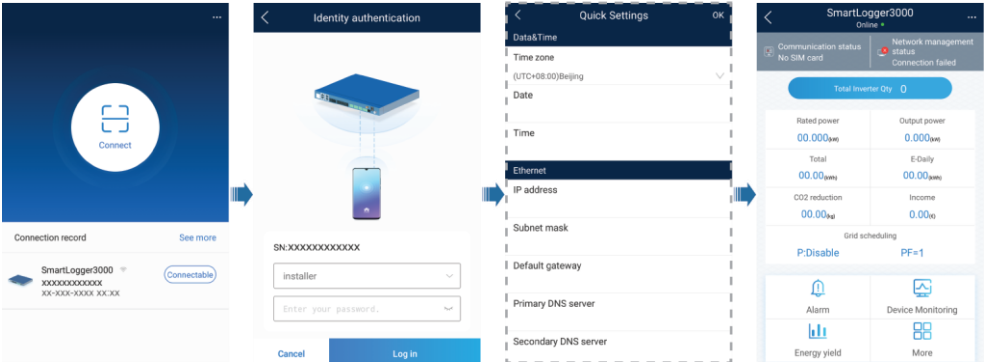 Connect
Connection record See more
SmartLogger3000
XXXXXXXXXXXX
XX-XXX-XXXX XX:XX
Connectable
Identity authentication
SN:XXXXXXXXXXXX
installer
Enter your password.
Cancel Log in
Quick Settings OK
Data&Time
Time zone
(UTC+08:00)Beijing
Date
Time
Ethernet
IP address
Subnet mask
Default gateway
Primary DNS server
Secondary DNS server
SmartLogger3000
Online
Communication status
No SIM card
Network management
status
Connection failed
Total Inverter Qty 0
Rated power Output power
00.000(kW) 0.000(kW)
Total E-Daily
00.00(kWh) 00.00(kWh)
CO2 reduction Income
00.00(kg) 0.00(€)
Grid scheduling
P:Disable PF=1
Alarm Device Monitoring
Energy yield More